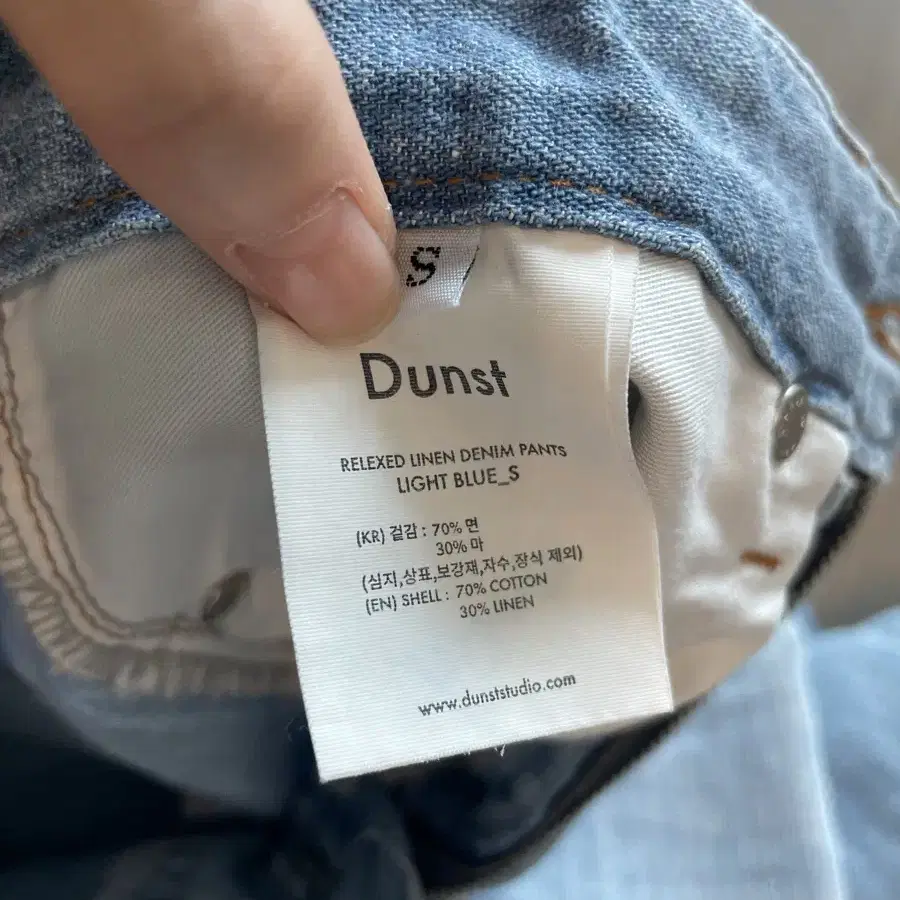 S
Dunst
RELEXED LINEN DENIM PANTS
LIGHT BLUE_S
(KR) 겉감 : 70% 면
30% 마
(심지,상표,보강재,자수,장식 제외)
(EN) SHELL : 70% COTTON
30% LINEN
www.dunststudio.com